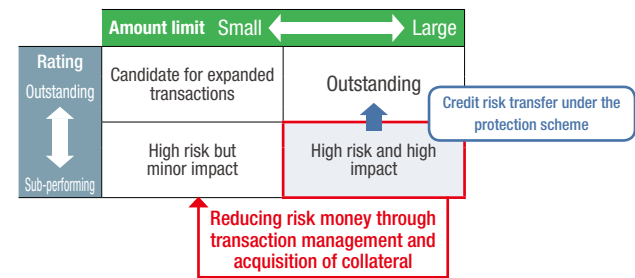 Amount limit Small Large
Rating
Outstanding
Sub-performing
Candidate for expanded
transactions
Outstanding
Credit risk transfer under the
protection scheme
High risk but
minor impact
High risk and high
impact
Reducing risk money through
transaction management and
acquisition of collateral